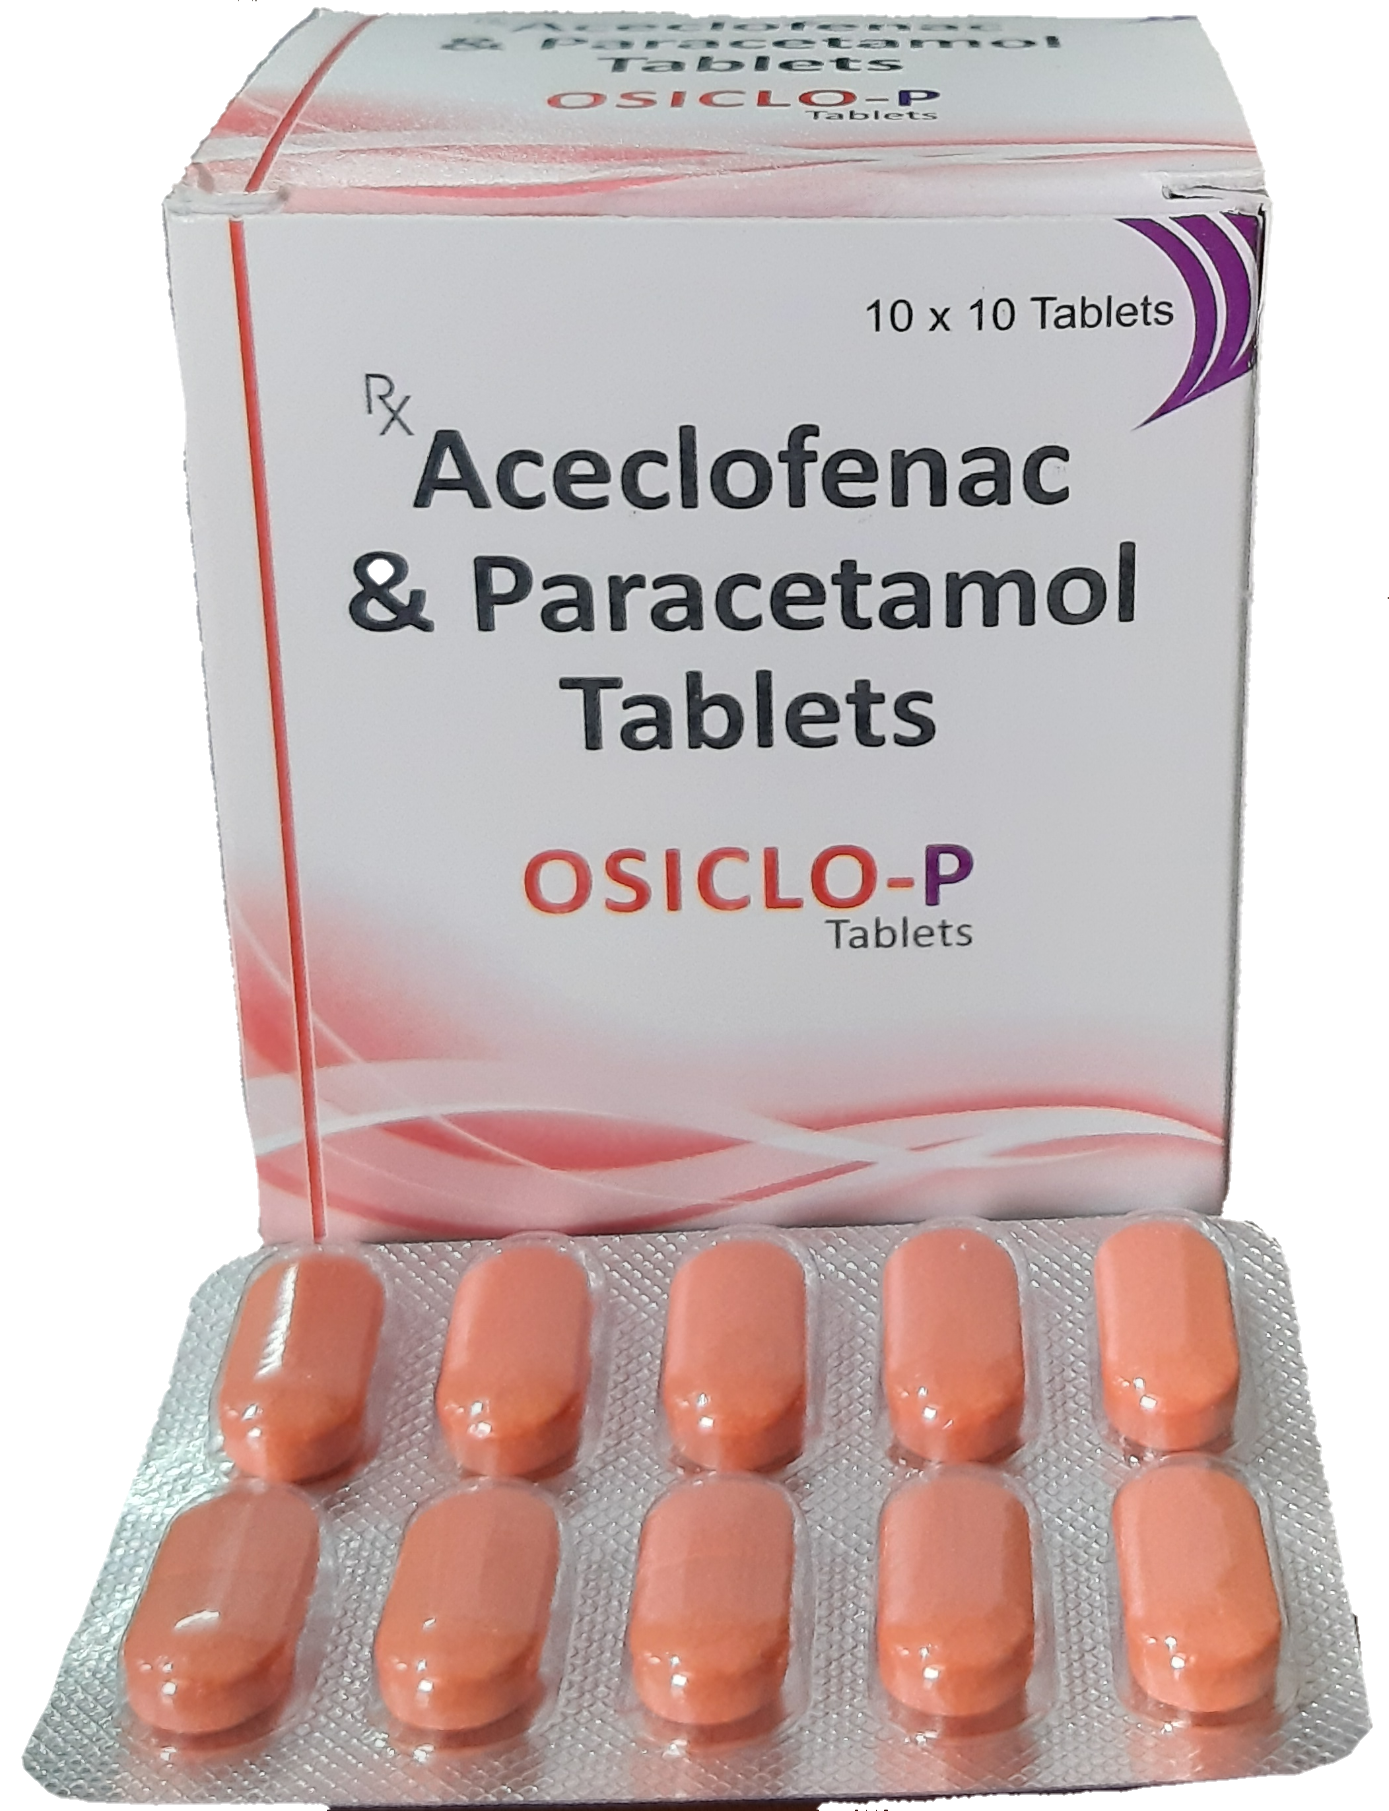 Aceclofenac
& Paracetamol
Tablets
OSICLO-P
Tablets
10 x 10 Tablets
Rx Aceclofenac
& Paracetamol
Tablets
OSICLO-P
Tablets